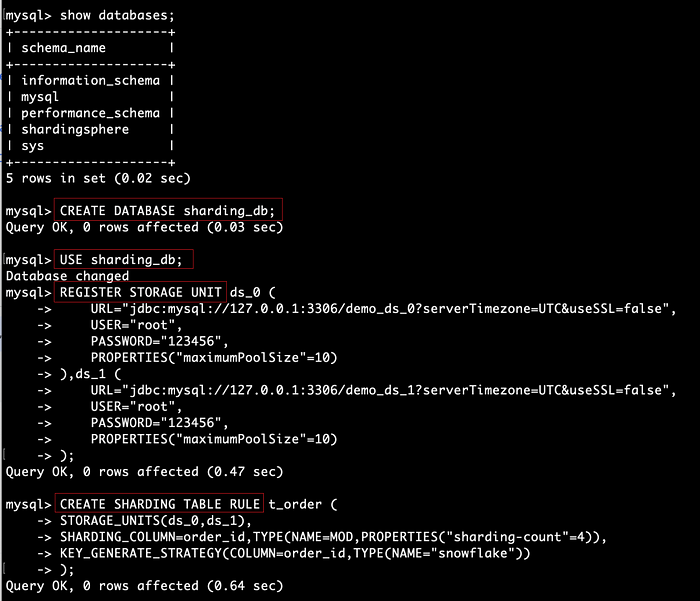 mysql> show databases;
+--------------------+
| schema_name        |
+--------------------+
| information_schema |
| mysql              |
| performance_schema |
| shardingsphere     |
| sys                |
+--------------------+
5 rows in set (0.02 sec)
mysql> CREATE DATABASE sharding_db;
Query OK, 0 rows affected (0.03 sec)
mysql> USE sharding_db;
Database changed
mysql> REGISTER STORAGE UNIT ds_0 (
    ->     URL="jdbc:mysql://127.0.0.1:3306/demo_ds_0?serverTimezone=UTC&useSSL=false",
    ->     USER="root",
    ->     PASSWORD="123456",
    ->     PROPERTIES("maximumPoolSize"=10)
    -> ),ds_1 (
    ->     URL="jdbc:mysql://127.0.0.1:3306/demo_ds_1?serverTimezone=UTC&useSSL=false",
    ->     USER="root",
    ->     PASSWORD="123456",
    ->     PROPERTIES("maximumPoolSize"=10)
    -> );
Query OK, 0 rows affected (0.47 sec)
mysql> CREATE SHARDING TABLE RULE t_order (
    -> STORAGE_UNITS(ds_0,ds_1),
    -> SHARDING_COLUMN=order_id,TYPE(NAME=MOD,PROPERTIES("sharding-count"=4)),
    -> KEY_GENERATE_STRATEGY(COLUMN=order_id,TYPE(NAME="snowflake"))
    -> );
Query OK, 0 rows affected (0.64 sec)